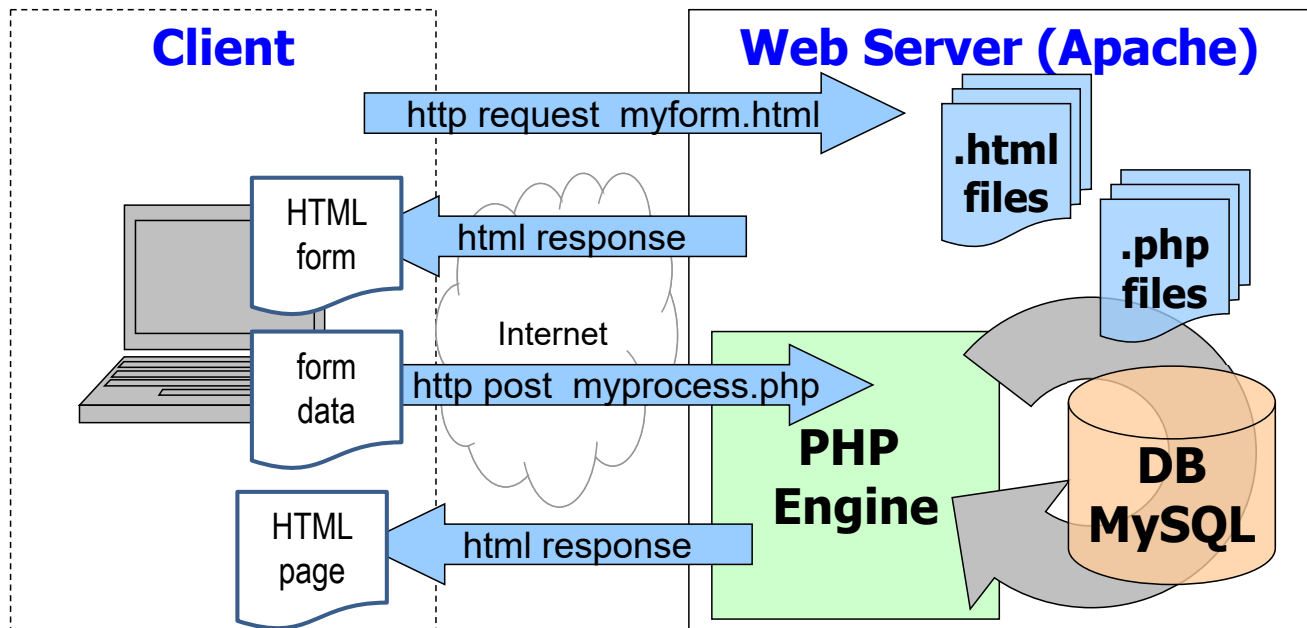 Client
Web Server (Apache)
http request  myform.html
.html
files
HTML
form
html response
.php
files
Internet
form
data
http post  myprocess.php
PHP
Engine
DB
MySQL
HTML
page
html response